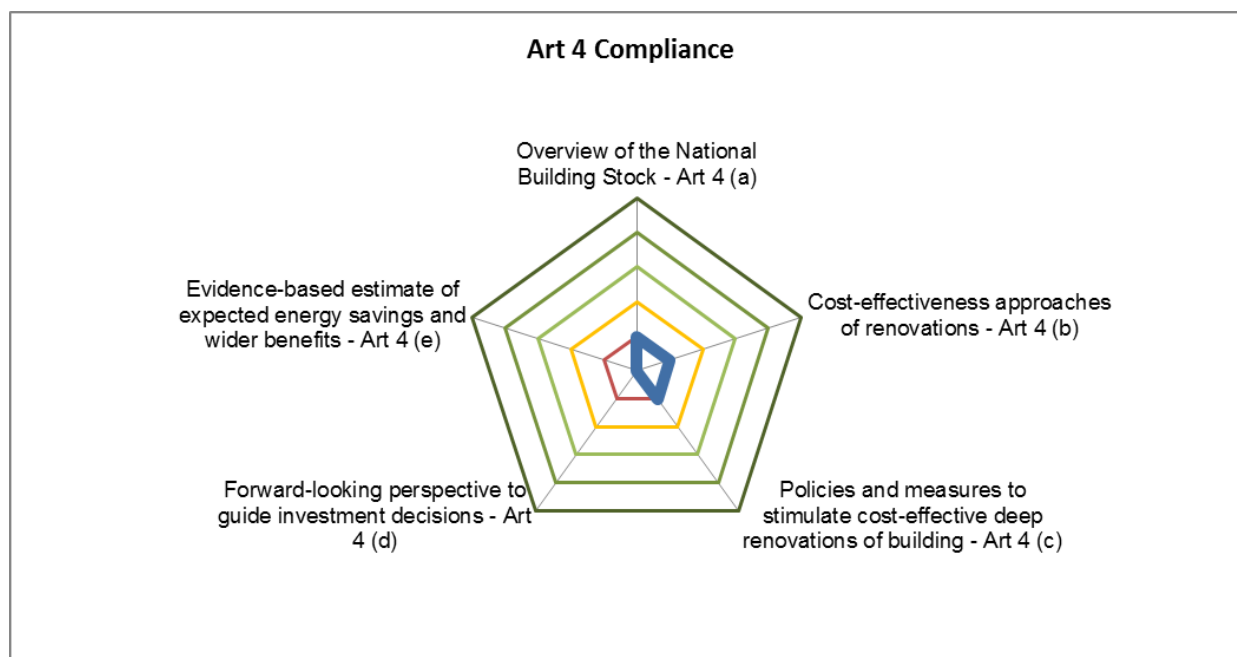 Art 4 Compliance
Overview of the National
Building Stock - Art 4 (a)
Cost-effectiveness approaches
of renovations - Art 4 (b)
Policies and measures to
stimulate cost-effective deep
renovations of building - Art 4 (c)
Forward-looking perspective to
guide investment decisions - Art
4 (d)
Evidence-based estimate of
expected energy savings and
wider benefits - Art 4 (e)